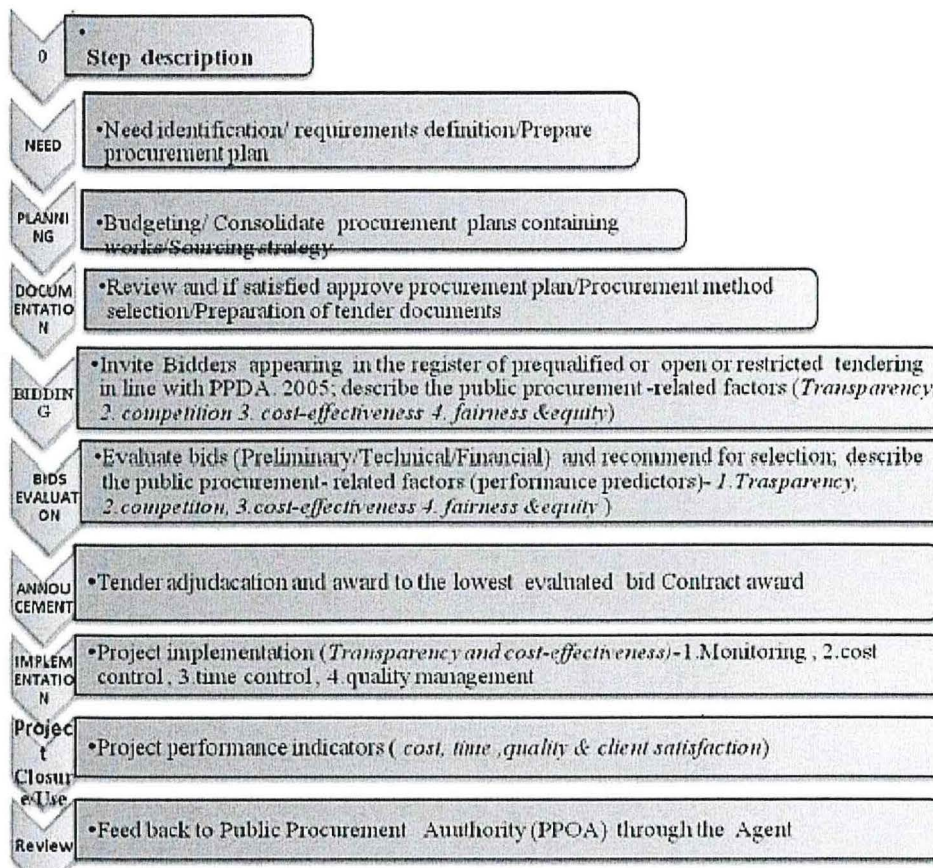 0
•
Step description
NEED
•Need identification/ requirements definition/Prepare
procurement plan
PLANNI
NG
•Budgeting/ Consolidate procurement plans containing
works/Sourcing strategy
DOCUM
ENTATIO
N
•Review and if satisfied approve procurement plan/Procurement method
selection/Preparation of tender documents
BIDDIN
G
•Invite Bidders appearing in the register of prequalified or open or restricted tendering
in line with PPDA. 2005; describe the public procurement -related factors (Transparency
2. competition 3. cost-effectiveness 4. fairness &equity)
BIDS
EVALUAT
ION
•Evaluate bids (Preliminary/Technical/Financial) and recommend for selection; describe
the public procurement- related factors (performance predictors)- 1.Trasparency,
2.competiton, 3.cost-effectiveness 4. fairness &equity )
ANNOU
CEMENT
•Tender adjudacation and award to the lowest evaluated bid Contract award
IMPLEM
ENTATIO
N
•Project implementation (Transparency and cost-effectiveness)-1.Monitoring , 2.cost
control , 3.time control , 4.quality management
Projec
t
Closur
e/Use
•Project performance indicators ( cost, time ,quality & client satisfaction)
Review
•Feed back to Public Procurement Auuthority (PPOA) through the Agent